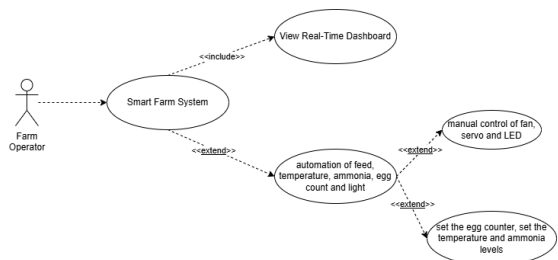 View Real-Time Dashboard
<<include>>
Smart Farm System
Farm
Operator
<<extend>>
automation of feed,
temperature, ammonia, egg
count and light
<<extend>>
manual control of fan,
servo and LED
<<extend>>
set the egg counter, set the
temperature and ammonia
levels